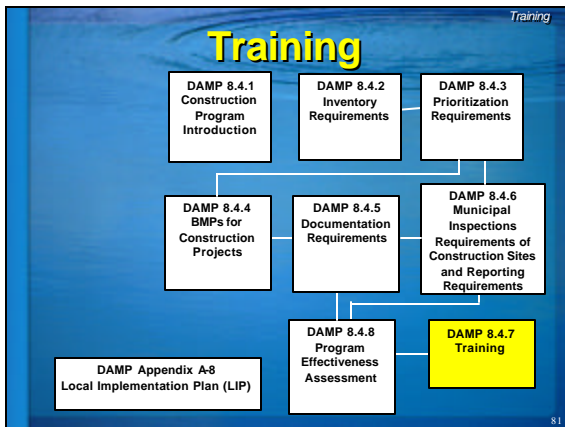 Training
Training
DAMP 8.4.1
Construction
Program
Introduction
DAMP 8.4.2
Inventory
Requirements
DAMP 8.4.3
Prioritization
Requirements
DAMP 8.4.4
BMPs for
Construction
Projects
DAMP 8.4.5
Documentation
Requirements
DAMP 8.4.6
Municipal
Inspections
Requirements of
Construction Sites
and Reporting
Requirements
DAMP 8.4.8
Program
Effectiveness
Assessment
DAMP 8.4.7
Training
DAMP Appendix A-8
Local Implementation Plan (LIP)
81